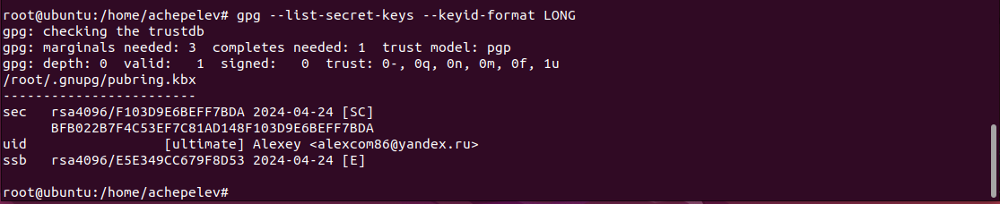 root@ubuntu:/home/achepelev# gpg --list-secret-keys --keyid-format LONG
gpg: checking the trustdb
gpg: marginals needed: 3  completes needed: 1  trust model: pgp
gpg: depth: 0  valid:   1  signed:   0  trust: 0-, 0q, 0n, 0m, 0f, 1u
/root/.gnupg/pubring.kbx
------------------------
sec   rsa4096/F103D9E6BEFF7BDA 2024-04-24 [SC]
      BFB022B7F4C53EF7C81AD148F103D9E6BEFF7BDA
uid                 [ultimate] Alexey <alexcom86@yandex.ru>
ssb   rsa4096/E5E349CC679F8D53 2024-04-24 [E]
root@ubuntu:/home/achepelev#